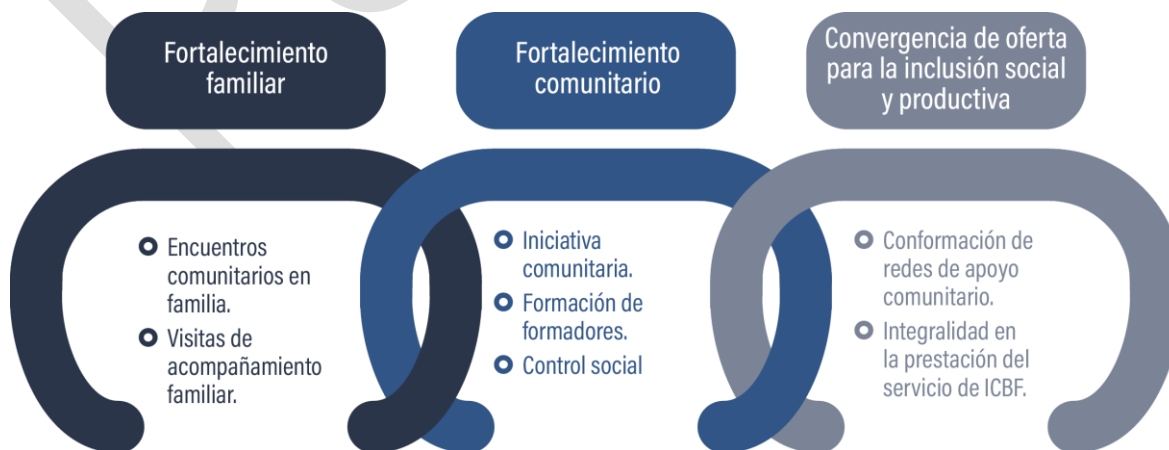 Fortalecimiento
familiar
Encuentros
comunitarios en
familia.
Visitas de
acompañamiento
familiar.
Fortalecimiento
comunitario
Iniciativa
comunitaria.
Formación de
formadores.
Control social
Convergencia de oferta
para la inclusión social
y productiva
Conformación de
redes de apoyo
comunitario.
Integralidad en
la prestación del
servicio de ICBF.